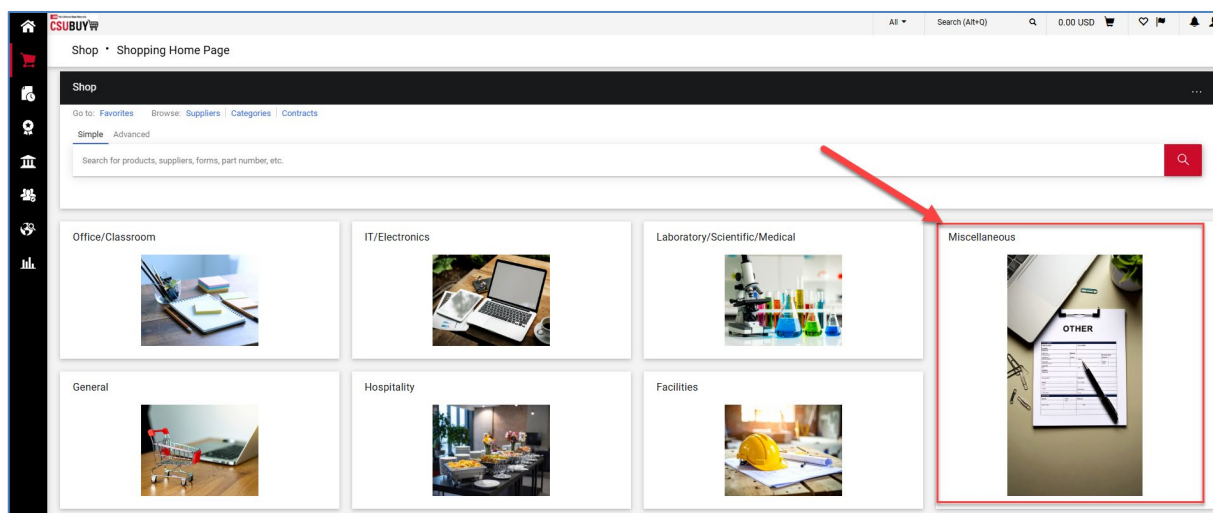 CSUBUY
All
Search (Alt+Q)
0.00 USD
Shop • Shopping Home Page
Shop
...
Go to: Favorites Browse: Suppliers | Categories | Contracts
Simple Advanced
Search for products, suppliers, forms, part number, etc.
Office/Classroom
IT/Electronics
Laboratory/Scientific/Medical
Miscellaneous
OTHER
General
Hospitality
Facilities